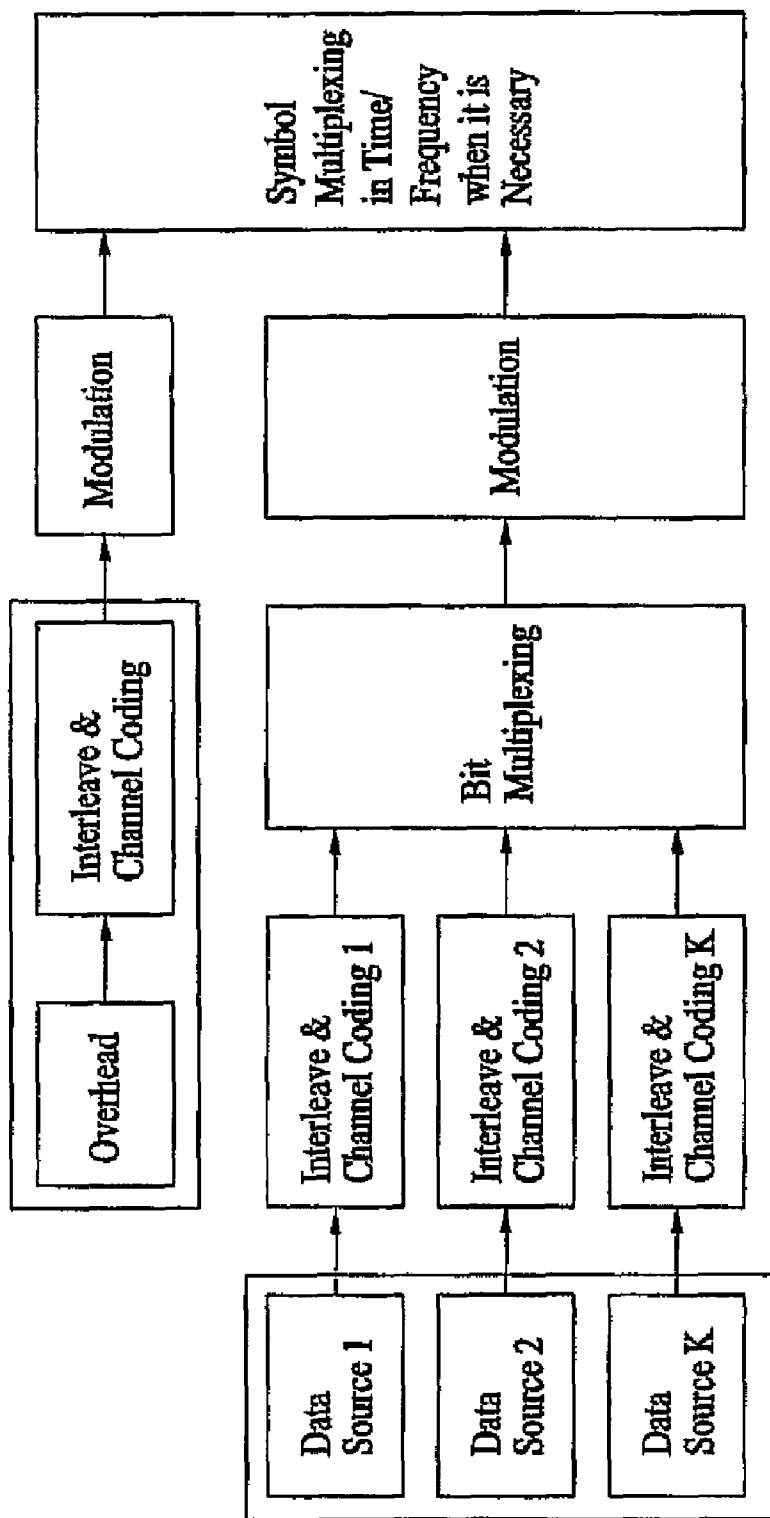 Overhead
Interleave &
Channel Coding
Modulation
Symbol
Multiplexing
in Time/
Frequency
when it is
Necessary
Data
Source 1
Interleave &
Channel Coding 1
Data
Source 2
Interleave &
Channel Coding 2
Data
Source K
Interleave &
Channel Coding K
Bit
Multiplexing
Modulation